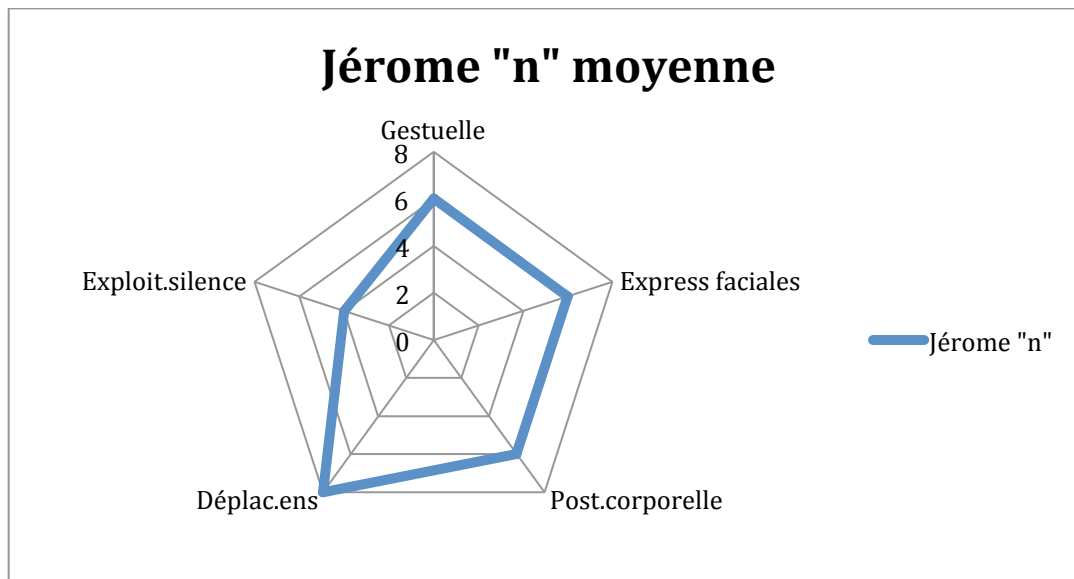 Jérome "n" moyenne
Gestuelle
8
6
4
2
0
Express faciales
Post.corporelle
Déplac.ens
Exploit.silence
Jérome "n"